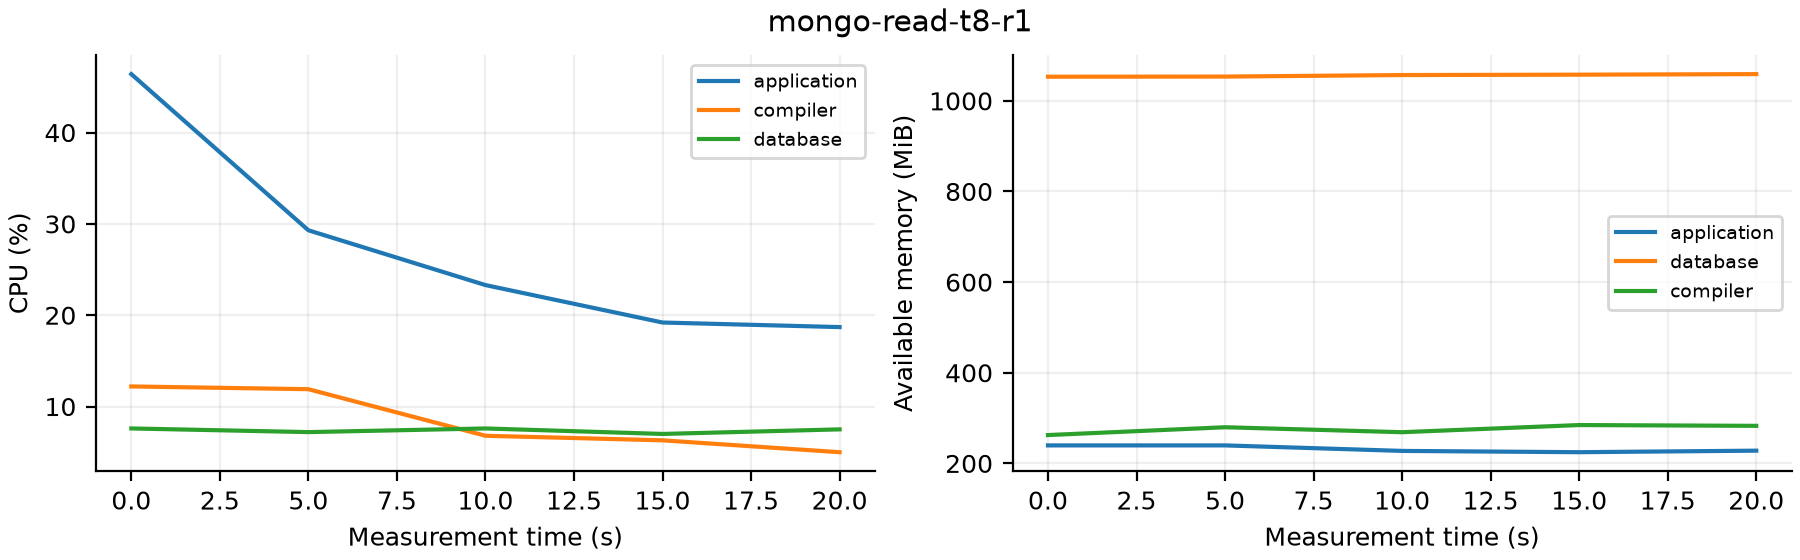 mongo-read-t8-r1
CPU (%)
40
30
20
10
application
compiler
database
0.0 2.5 5.0 7.5 10.0 12.5 15.0 17.5 20.0
Measurement time (s)
Available memory (MiB)
1000
800
600
400
200
application
database
compiler
0.0 2.5 5.0 7.5 10.0 12.5 15.0 17.5 20.0
Measurement time (s)